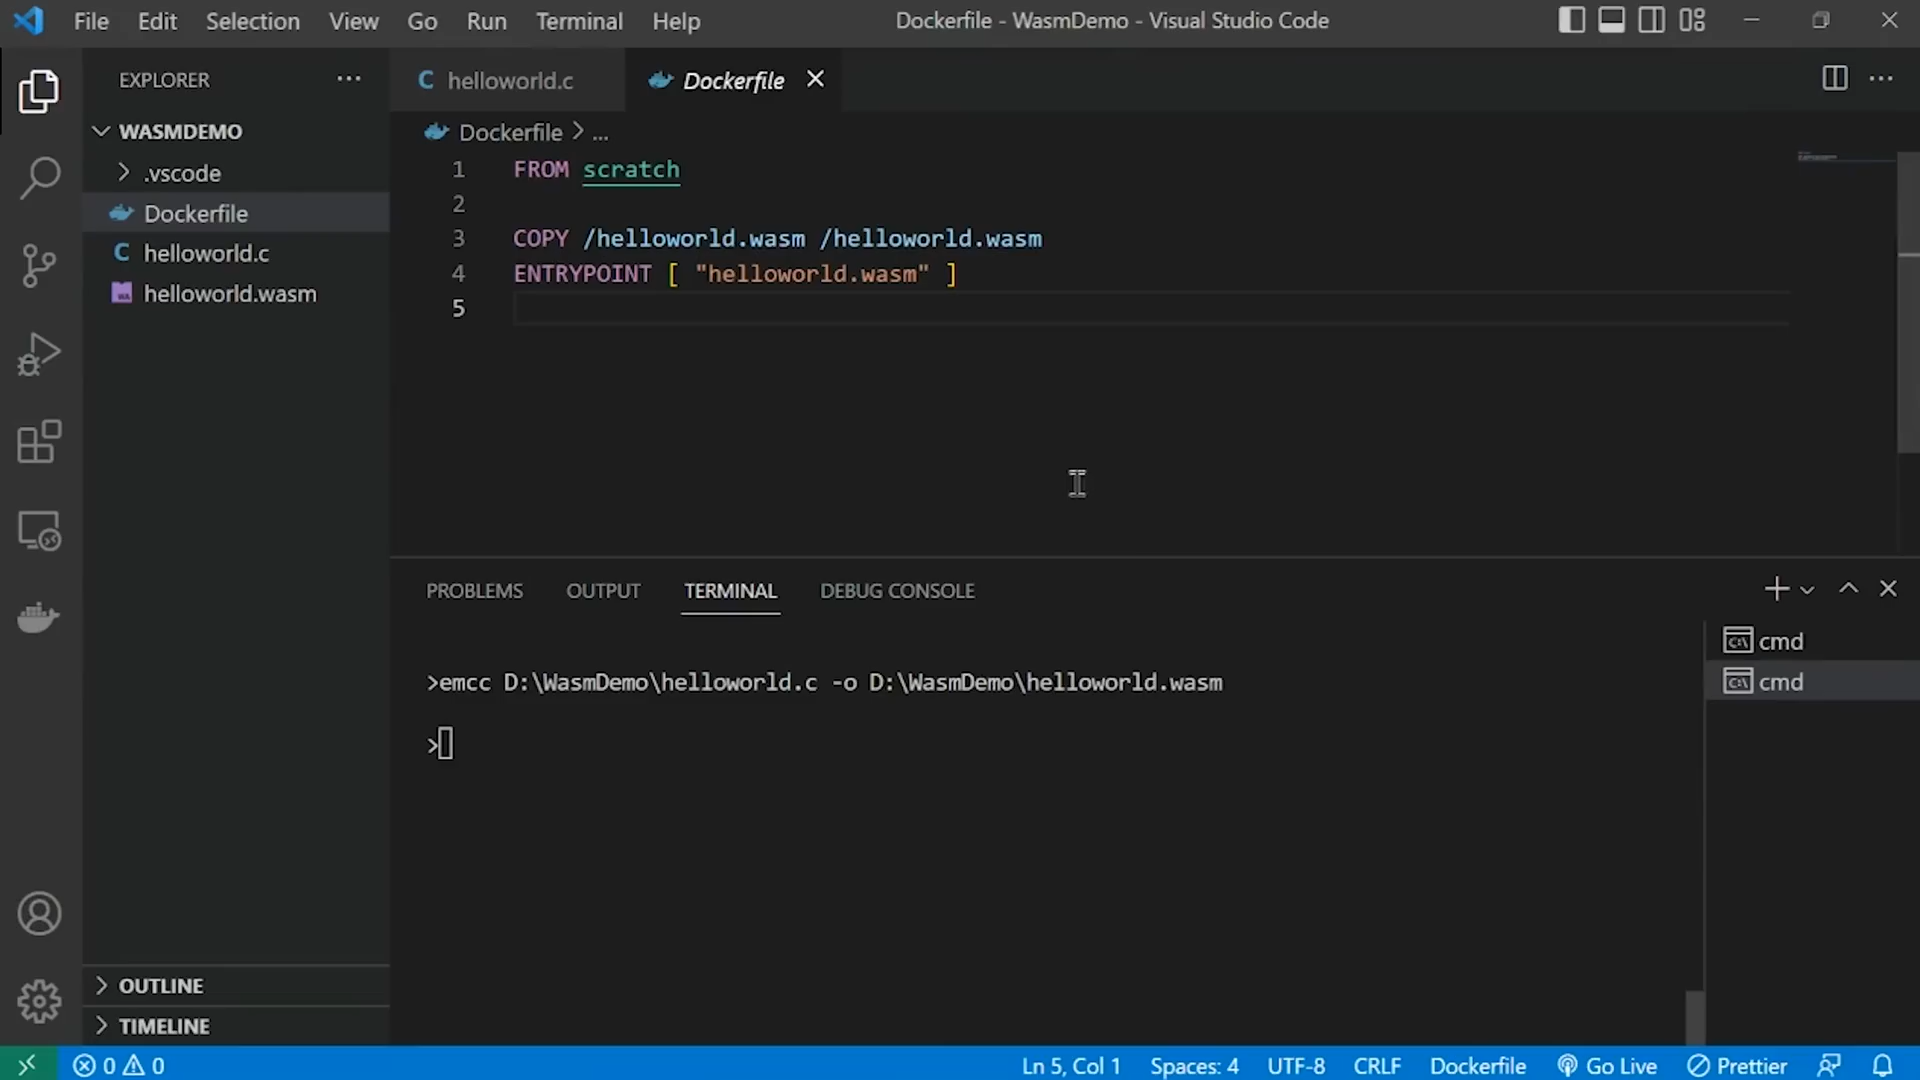 File Edit Selection View Go Run Terminal Help
Dockerfile - WasmDemo - Visual Studio Code
EXPLORER
WASMDEMO
.vscode
Dockerfile
C helloworld.c
helloworld.wasm
OUTLINE
TIMELINE
C helloworld.c
Dockerfile
Dockerfile > ...
1 FROM scratch
2
3 COPY /helloworld.wasm /helloworld.wasm
4 ENTRYPOINT [ "helloworld.wasm" ]
5
PROBLEMS OUTPUT TERMINAL DEBUG CONSOLE
>emcc D:\WasmDemo\helloworld.c -o D:\WasmDemo\helloworld.wasm
>
cmd
cmd
0 0
Ln 5, Col 1 Spaces: 4 UTF-8 CRLF Dockerfile Go Live Prettier